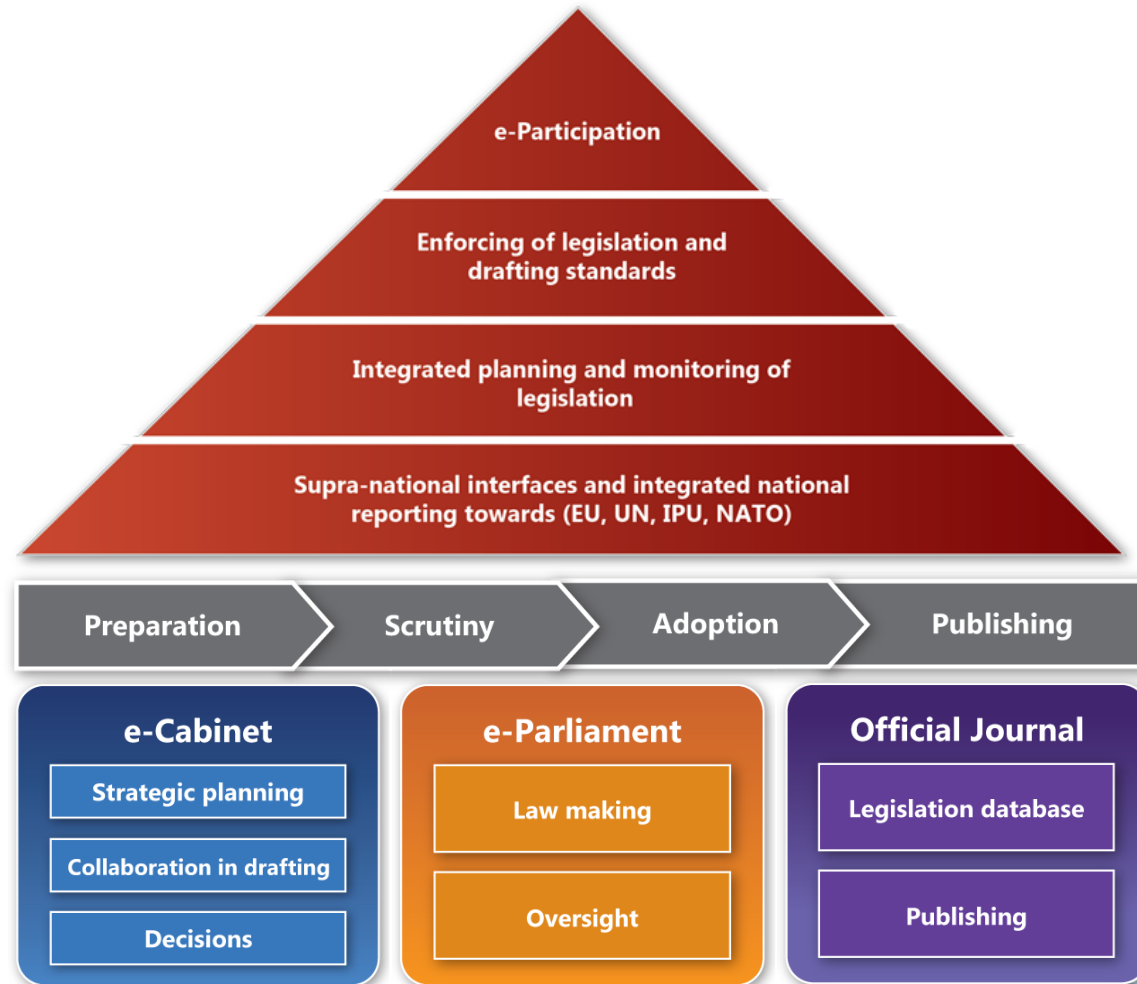 e-Participation
Enforcing of legislation and
drafting standards
Integrated planning and monitoring of
legislation
Supra-national interfaces and integrated national
reporting towards (EU, UN, IPU, NATO)
Preparation
Scrutiny
Adoption
Publishing
e-Cabinet
Strategic planning
Collaboration in drafting
Decisions
e-Parliament
Law making
Oversight
Official Journal
Legislation database
Publishing